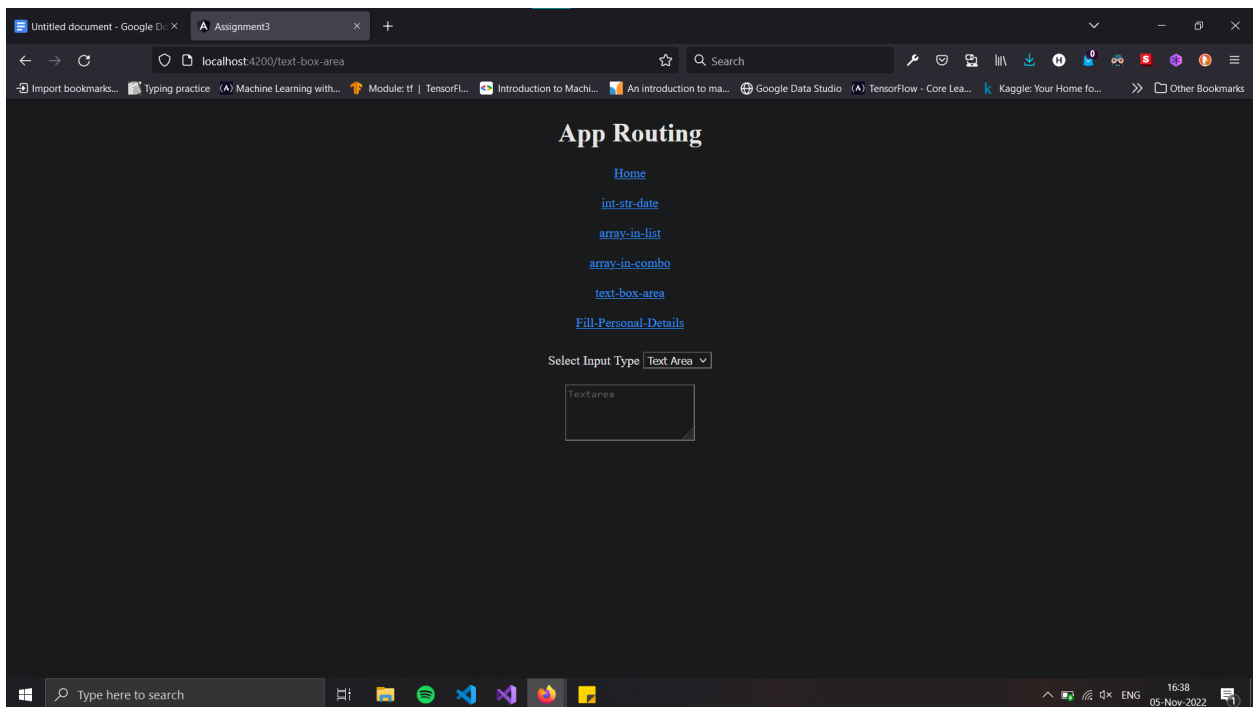 Untitled document - Google Do
Assignment3
localhost:4200/text-box-area
Search
Import bookmarks...
Typing practice
Machine Learning with...
Module: tf | TensorFl...
Introduction to Machi...
An introduction to ma...
Google Data Studio
TensorFlow - Core Lea...
Kaggle: Your Home fo...
Other Bookmarks
App Routing
Home
int-str-date
array-in-list
array-in-combo
text-box-area
Fill-Personal-Details
Select Input Type Text Area
Textarea
Type here to search
ENG
16:38
05-Nov-2022